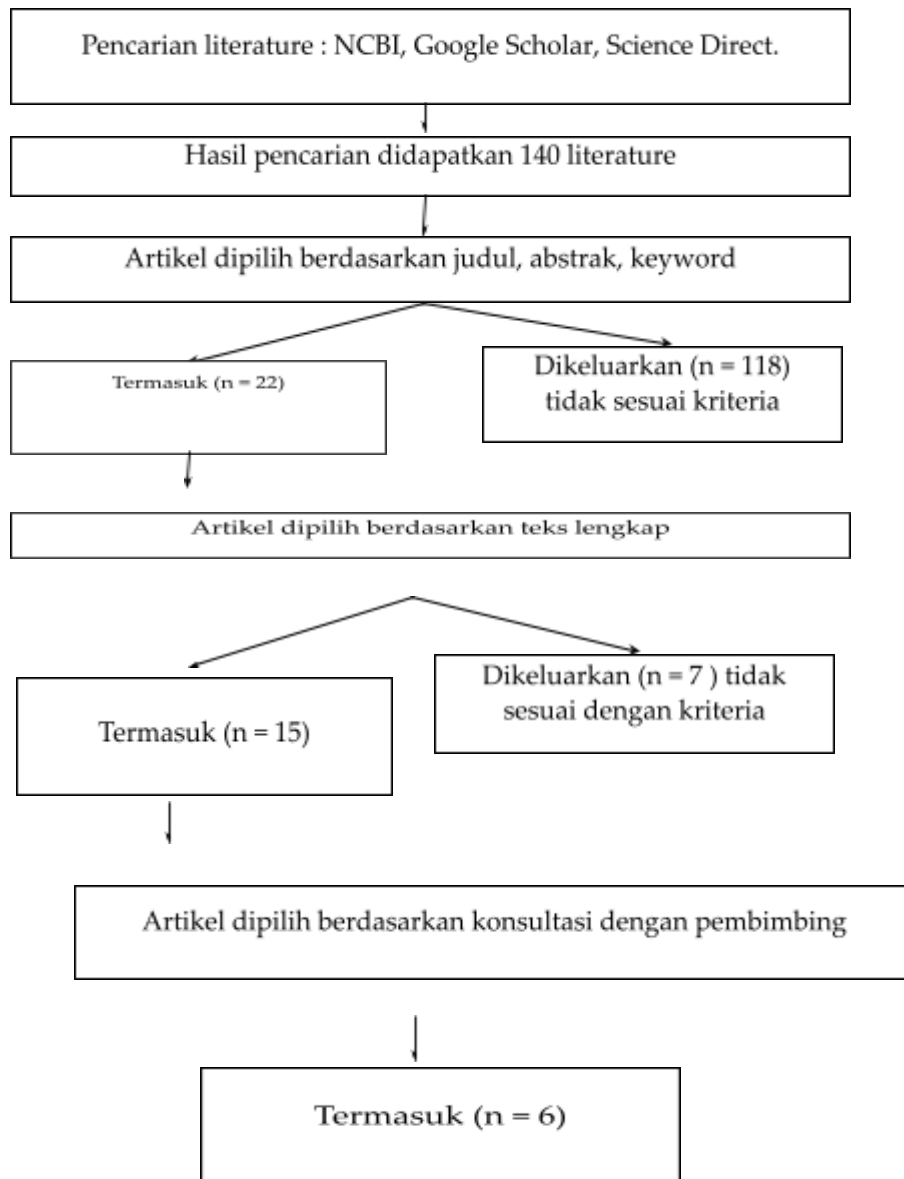 Pencarian literature : NCBI, Google Scholar, Science Direct.
Hasil pencarian didapatkan 140 literature
Artikel dipilih berdasarkan judul, abstrak, keyword
Termasuk (n = 22)
Dikeluarkan (n = 118)
tidak sesuai kriteria
Artikel dipilih berdasarkan teks lengkap
Termasuk (n = 15)
Dikeluarkan (n = 7 ) tidak
sesuai dengan kriteria
Artikel dipilih berdasarkan konsultasi dengan pembimbing
Termasuk (n = 6)